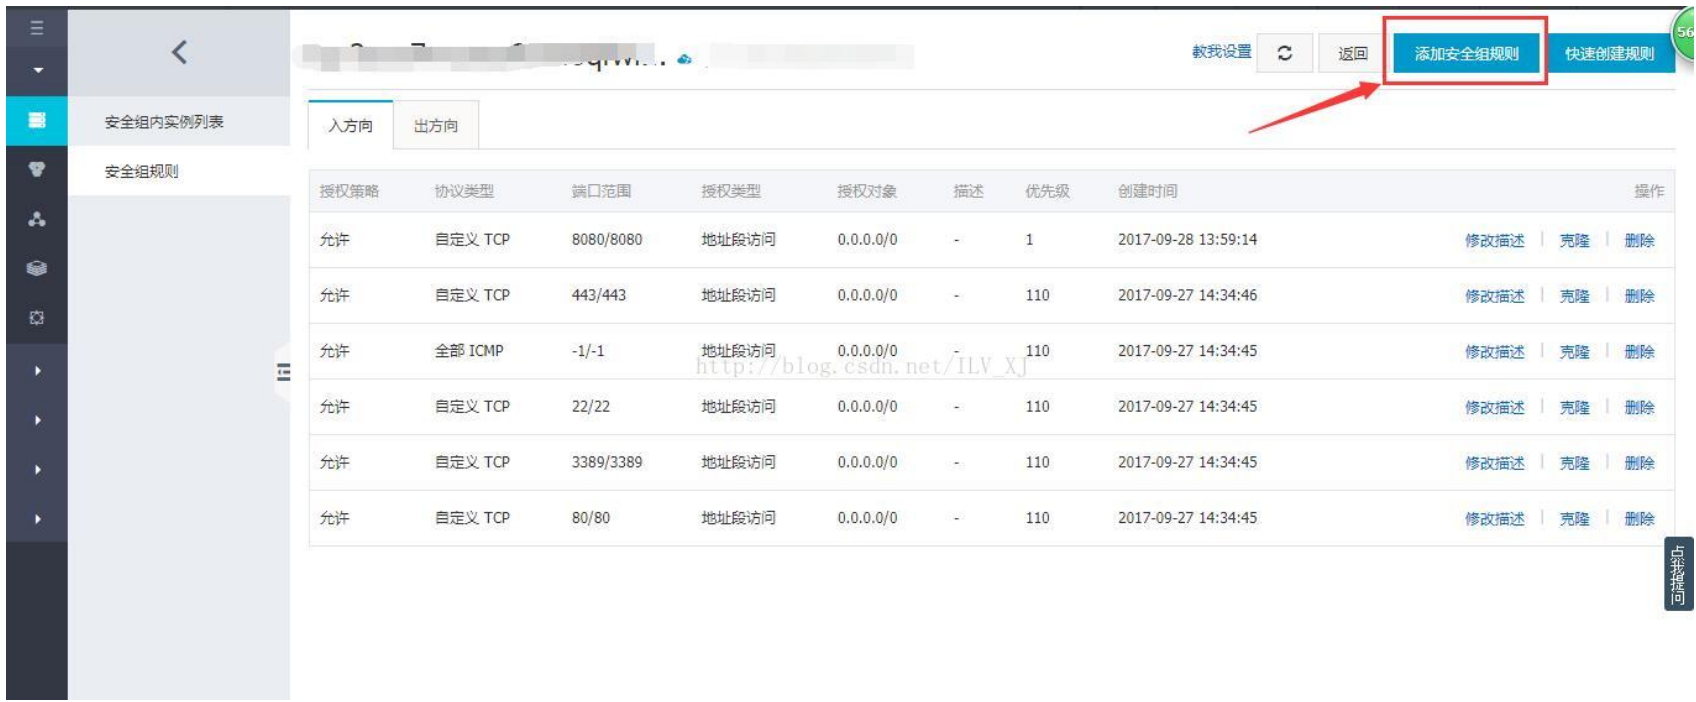 教我设置 返回 添加安全组规则 快速创建规则 56
安全组内实例列表
安全组规则
入方向 出方向
授权策略 协议类型 端口范围 授权类型 授权对象 描述 优先级 创建时间 操作
允许 自定义 TCP 8080/8080 地址段访问 0.0.0.0/0 - 1 2017-09-28 13:59:14 修改描述 | 克隆 | 删除
允许 自定义 TCP 443/443 地址段访问 0.0.0.0/0 - 110 2017-09-27 14:34:46 修改描述 | 克隆 | 删除
允许 全部 ICMP -1/-1 地址段访问 0.0.0.0/0 - 110 2017-09-27 14:34:45 修改描述 | 克隆 | 删除
http://blog.csdn.net/ILV_XJ
允许 自定义 TCP 22/22 地址段访问 0.0.0.0/0 - 110 2017-09-27 14:34:45 修改描述 | 克隆 | 删除
允许 自定义 TCP 3389/3389 地址段访问 0.0.0.0/0 - 110 2017-09-27 14:34:45 修改描述 | 克隆 | 删除
允许 自定义 TCP 80/80 地址段访问 0.0.0.0/0 - 110 2017-09-27 14:34:45 修改描述 | 克隆 | 删除
点我提问